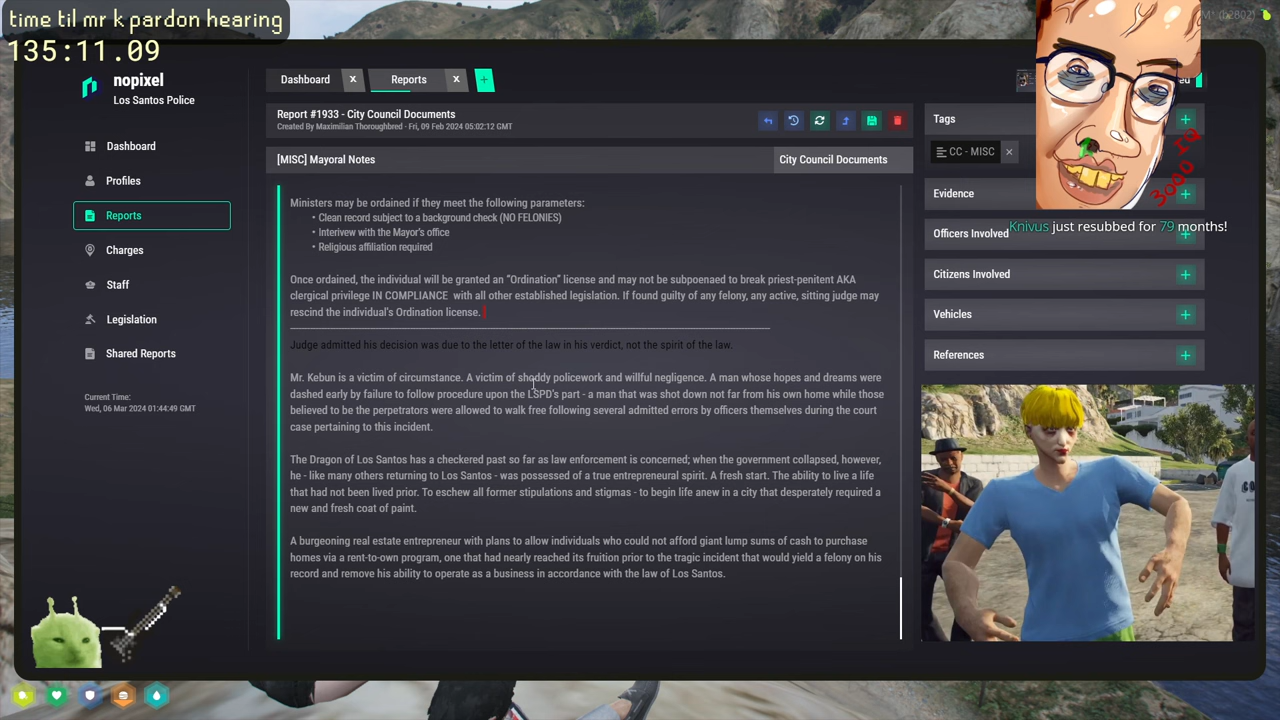 time til mr k pardon hearing
135:11.09
nopixel
Los Santos Police
Dashboard
Profiles
Reports
Charges
Staff
Legislation
Shared Reports
Current Time:
Wed, 06 Mar 2024 01:44:49 GMT
Dashboard x Reports x +
Report #1933 - City Council Documents
Created By Maximilian Thoroughbred · Fri, 09 Feb 2024 05:02:12 GMT
[MISC] Mayoral Notes
City Council Documents
Ministers may be ordained if they meet the following parameters:
• Clean record subject to a background check (NO FELONIES)
• Interivew with the Mayor's office
• Religious affiliation required
Once ordained, the individual will be granted an “Ordination” license and may not be subpoenaed to break priest-penitent AKA
clergical privilege IN COMPLIANCE with all other established legislation. If found guilty of any felony, any active, sitting judge may
rescind the individual's Ordination license.
Judge admitted his decision was due to the letter of the law in his verdict, not the spirit of the law.
Mr. Kebun is a victim of circumstance. A victim of shoddy policework and willful negligence. A man whose hopes and dreams were
dashed early by failure to follow procedure upon the LSPD's part - a man that was shot down not far from his own home while those
believed to be the perpetrators were allowed to walk free following several admitted errors by officers themselves during the court
case pertaining to this incident.
The Dragon of Los Santos has a checkered past so far as law enforcement is concerned; when the government collapsed, however,
he - like many others returning to Los Santos - was possessed of a true entrepreneural spirit. A fresh start. The ability to live a life
that had not been lived prior. To eschew all former stipulations and stigmas - to begin life anew in a city that desperately required a
new and fresh coat of paint.
A burgeoning real estate entrepreneur with plans to allow individuals who could not afford giant lump sums of cash to purchase
homes via a rent-to-own program, one that had nearly reached its fruition prior to the tragic incident that would yield a felony on his
record and remove his ability to operate as a business in accordance with the law of Los Santos.
Tags
CC - MISC x
Evidence
Officers Involved
Citizens Involved
Vehicles
References
3000 IQ
Knivus just resubbed for 79 months!